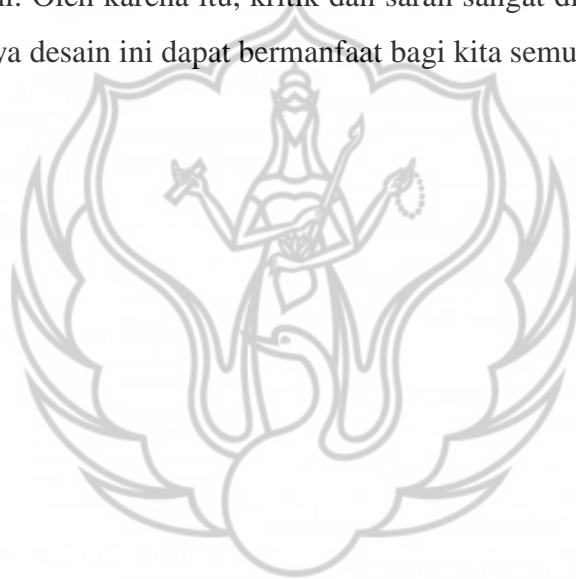 n. Oleh karena itu, kritik dan saran sangat di
ya desain ini dapat bermanfaat bagi kita semu